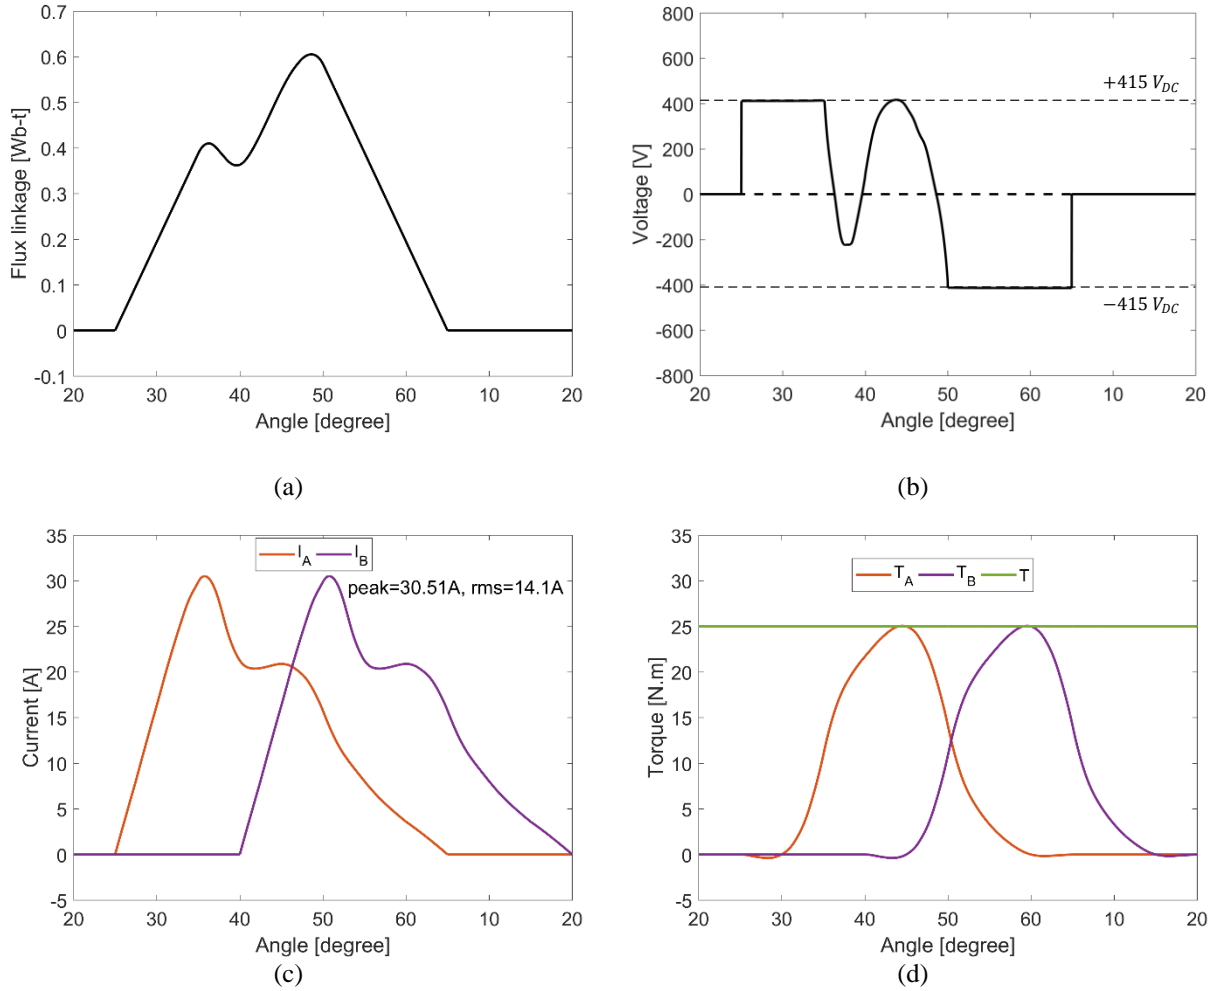 0.7
0.6
0.5
0.4
0.3
0.2
0.1
0
-0.1
Flux linkage [Wb-t]
20 30 40 50 60 10 20
Angle [degree]
(a)
800
600
400
200
0
-200
-400
-600
-800
Voltage [V]
+415 V_DC
−415 V_DC
20 30 40 50 60 10 20
Angle [degree]
(b)
35
30
25
20
15
10
5
0
-5
Current [A]
I_A I_B
peak=30.51A, rms=14.1A
20 30 40 50 60 10 20
Angle [degree]
(c)
35
30
25
20
15
10
5
0
-5
Torque [N.m]
T_A T_B T
20 30 40 50 60 10 20
Angle [degree]
(d)